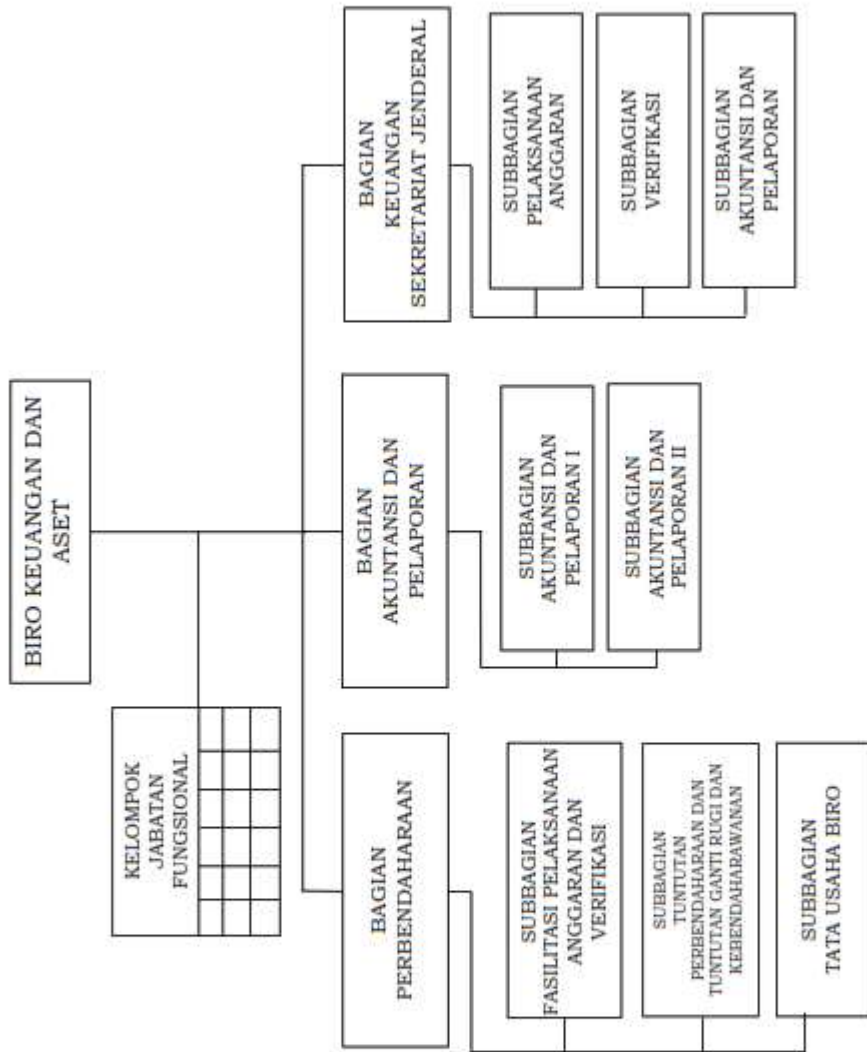 BIRO KEUANGAN DAN
ASET
KELOMPOK
JABATAN
FUNGSIONAL
BAGIAN
PERBENDAHARAAN
SUBBAGIAN
FASILITASI PELAKSANAAN
ANGGARAN DAN
VERIFIKASI
SUBBAGIAN
TUNTUTAN
PERBENDAHARAAN DAN
TUNTUTAN GANTI RUGI DAN
KEBENDAHARAWANAN
SUBBAGIAN
TATA USAHA BIRO
BAGIAN
AKUNTANSI DAN
PELAPORAN
SUBBAGIAN
AKUNTANSI DAN
PELAPORAN I
SUBBAGIAN
AKUNTANSI DAN
PELAPORAN II
BAGIAN
KEUANGAN
SEKRETARIAT JENDERAL
SUBBAGIAN
PELAKSANAAN
ANGGARAN
SUBBAGIAN
VERIFIKASI
SUBBAGIAN
AKUNTANSI DAN
PELAPORAN